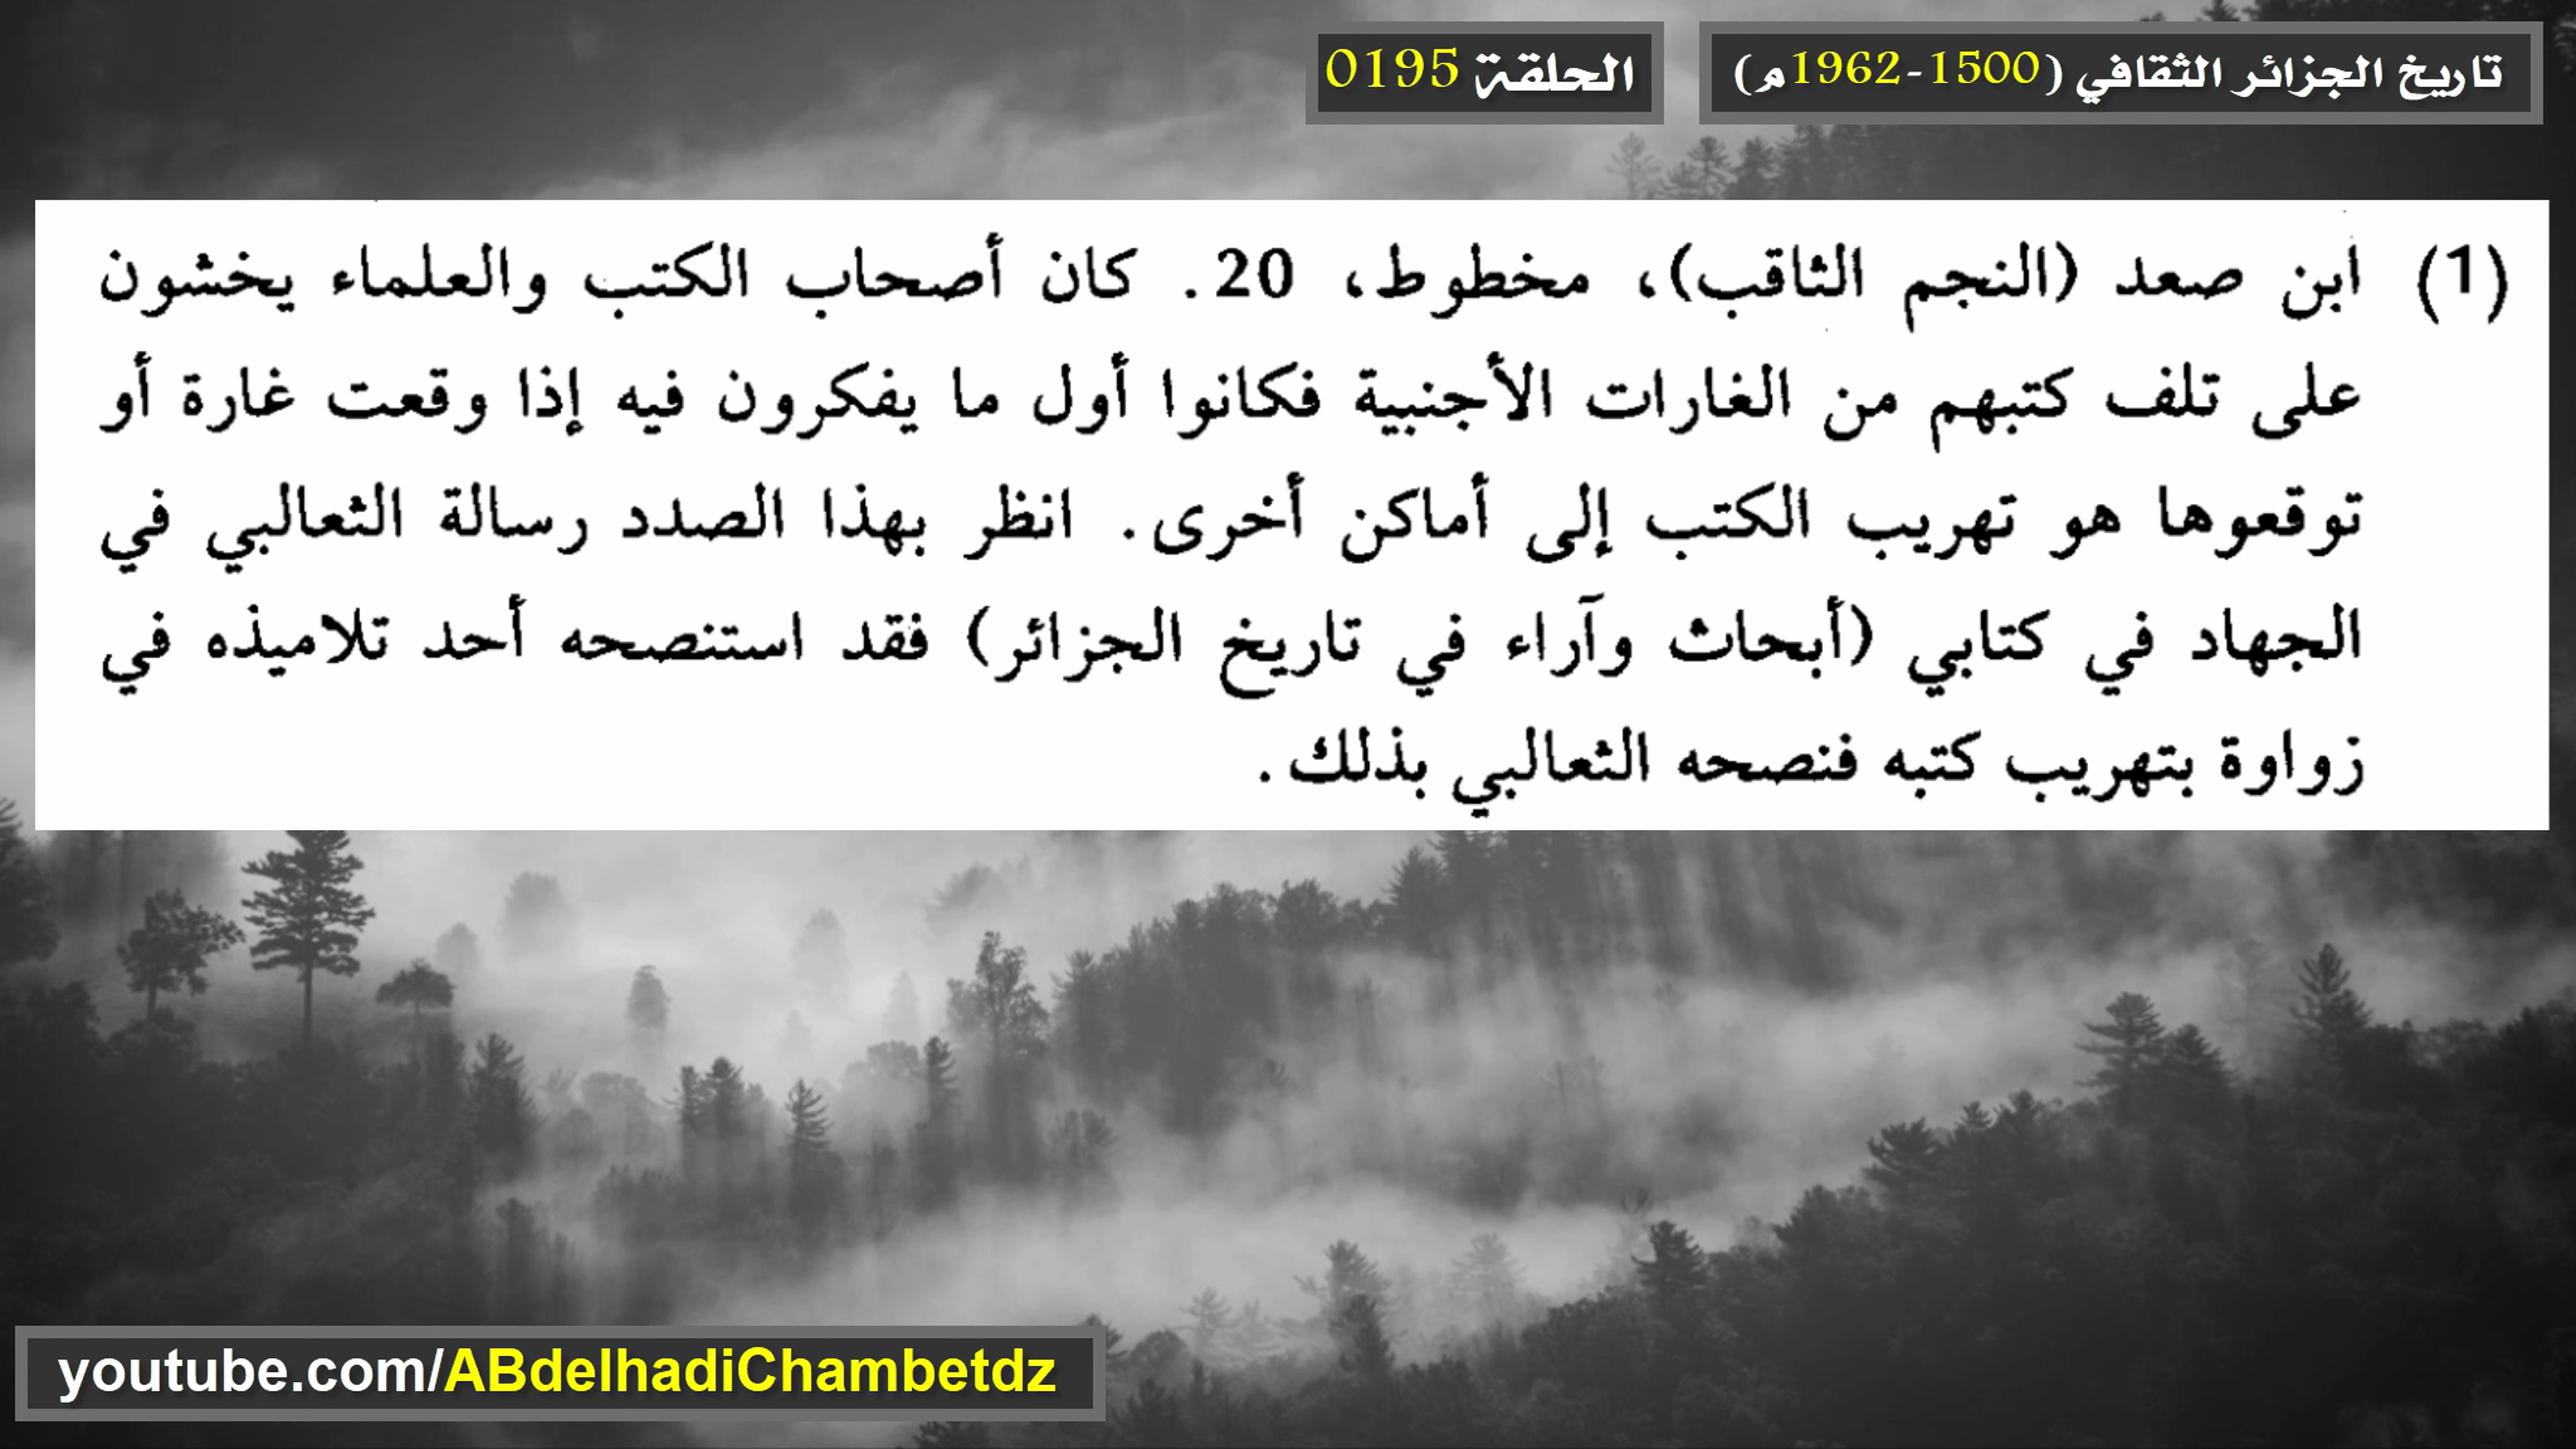 تاريخ الجزائر الثقافي (1500-1962م)
الحلقة 0195
(1) ابن صعد (النجم الثاقب)، مخطوط، 20. كان أصحاب الكتب والعلماء يخشون
على تلف كتبهم من الغارات الأجنبية فكانوا أول ما يفكرون فيه إذا وقعت غارة أو
توقعوها هو تهريب الكتب إلى أماكن أخرى. انظر بهذا الصدد رسالة الثعالبي في
الجهاد في كتابي (أبحاث وآراء في تاريخ الجزائر) فقد استنصحه أحد تلاميذه في
زواوة بتهريب كتبه فنصحه الثعالبي بذلك.
youtube.com/ABdelhadiChambetdz